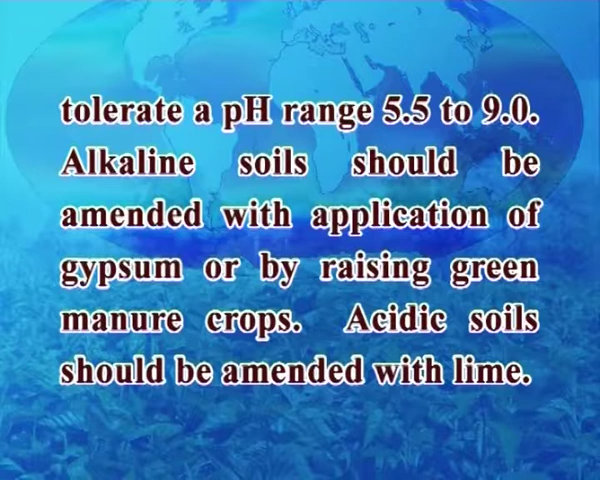 tolerate a pH range 5.5 to 9.0.
Alkaline soils should be
amended with application of
gypsum or by raising green
manure crops. Acidic soils
should be amended with lime.